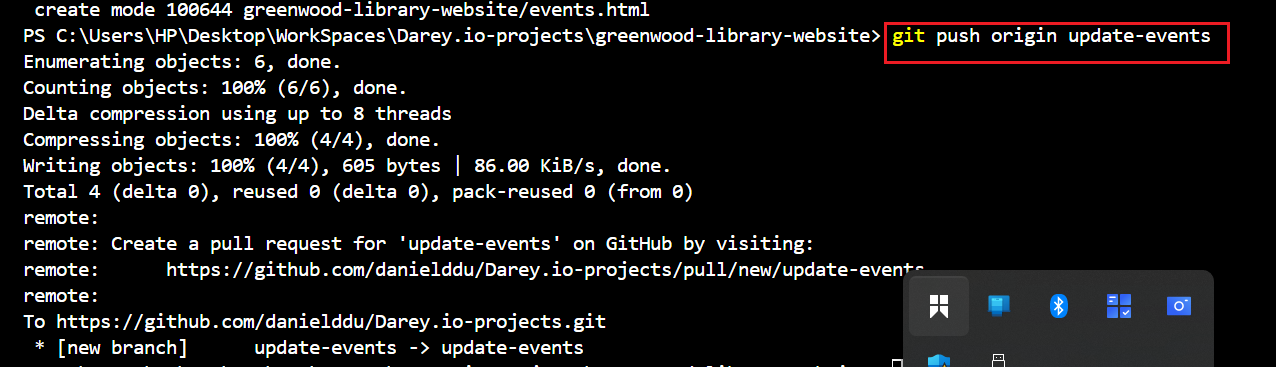 create mode 100644 greenwood-library-website/events.html
PS C:\Users\HP\Desktop\WorkSpaces\Darey.io-projects\greenwood-library-website> git push origin update-events
Enumerating objects: 6, done.
Counting objects: 100% (6/6), done.
Delta compression using up to 8 threads
Compressing objects: 100% (4/4), done.
Writing objects: 100% (4/4), 605 bytes | 86.00 KiB/s, done.
Total 4 (delta 0), reused 0 (delta 0), pack-reused 0 (from 0)
remote:
remote: Create a pull request for 'update-events' on GitHub by visiting:
remote:      https://github.com/danielddu/Darey.io-projects/pull/new/update-events
remote:
To https://github.com/danielddu/Darey.io-projects.git
 * [new branch]      update-events -> update-events